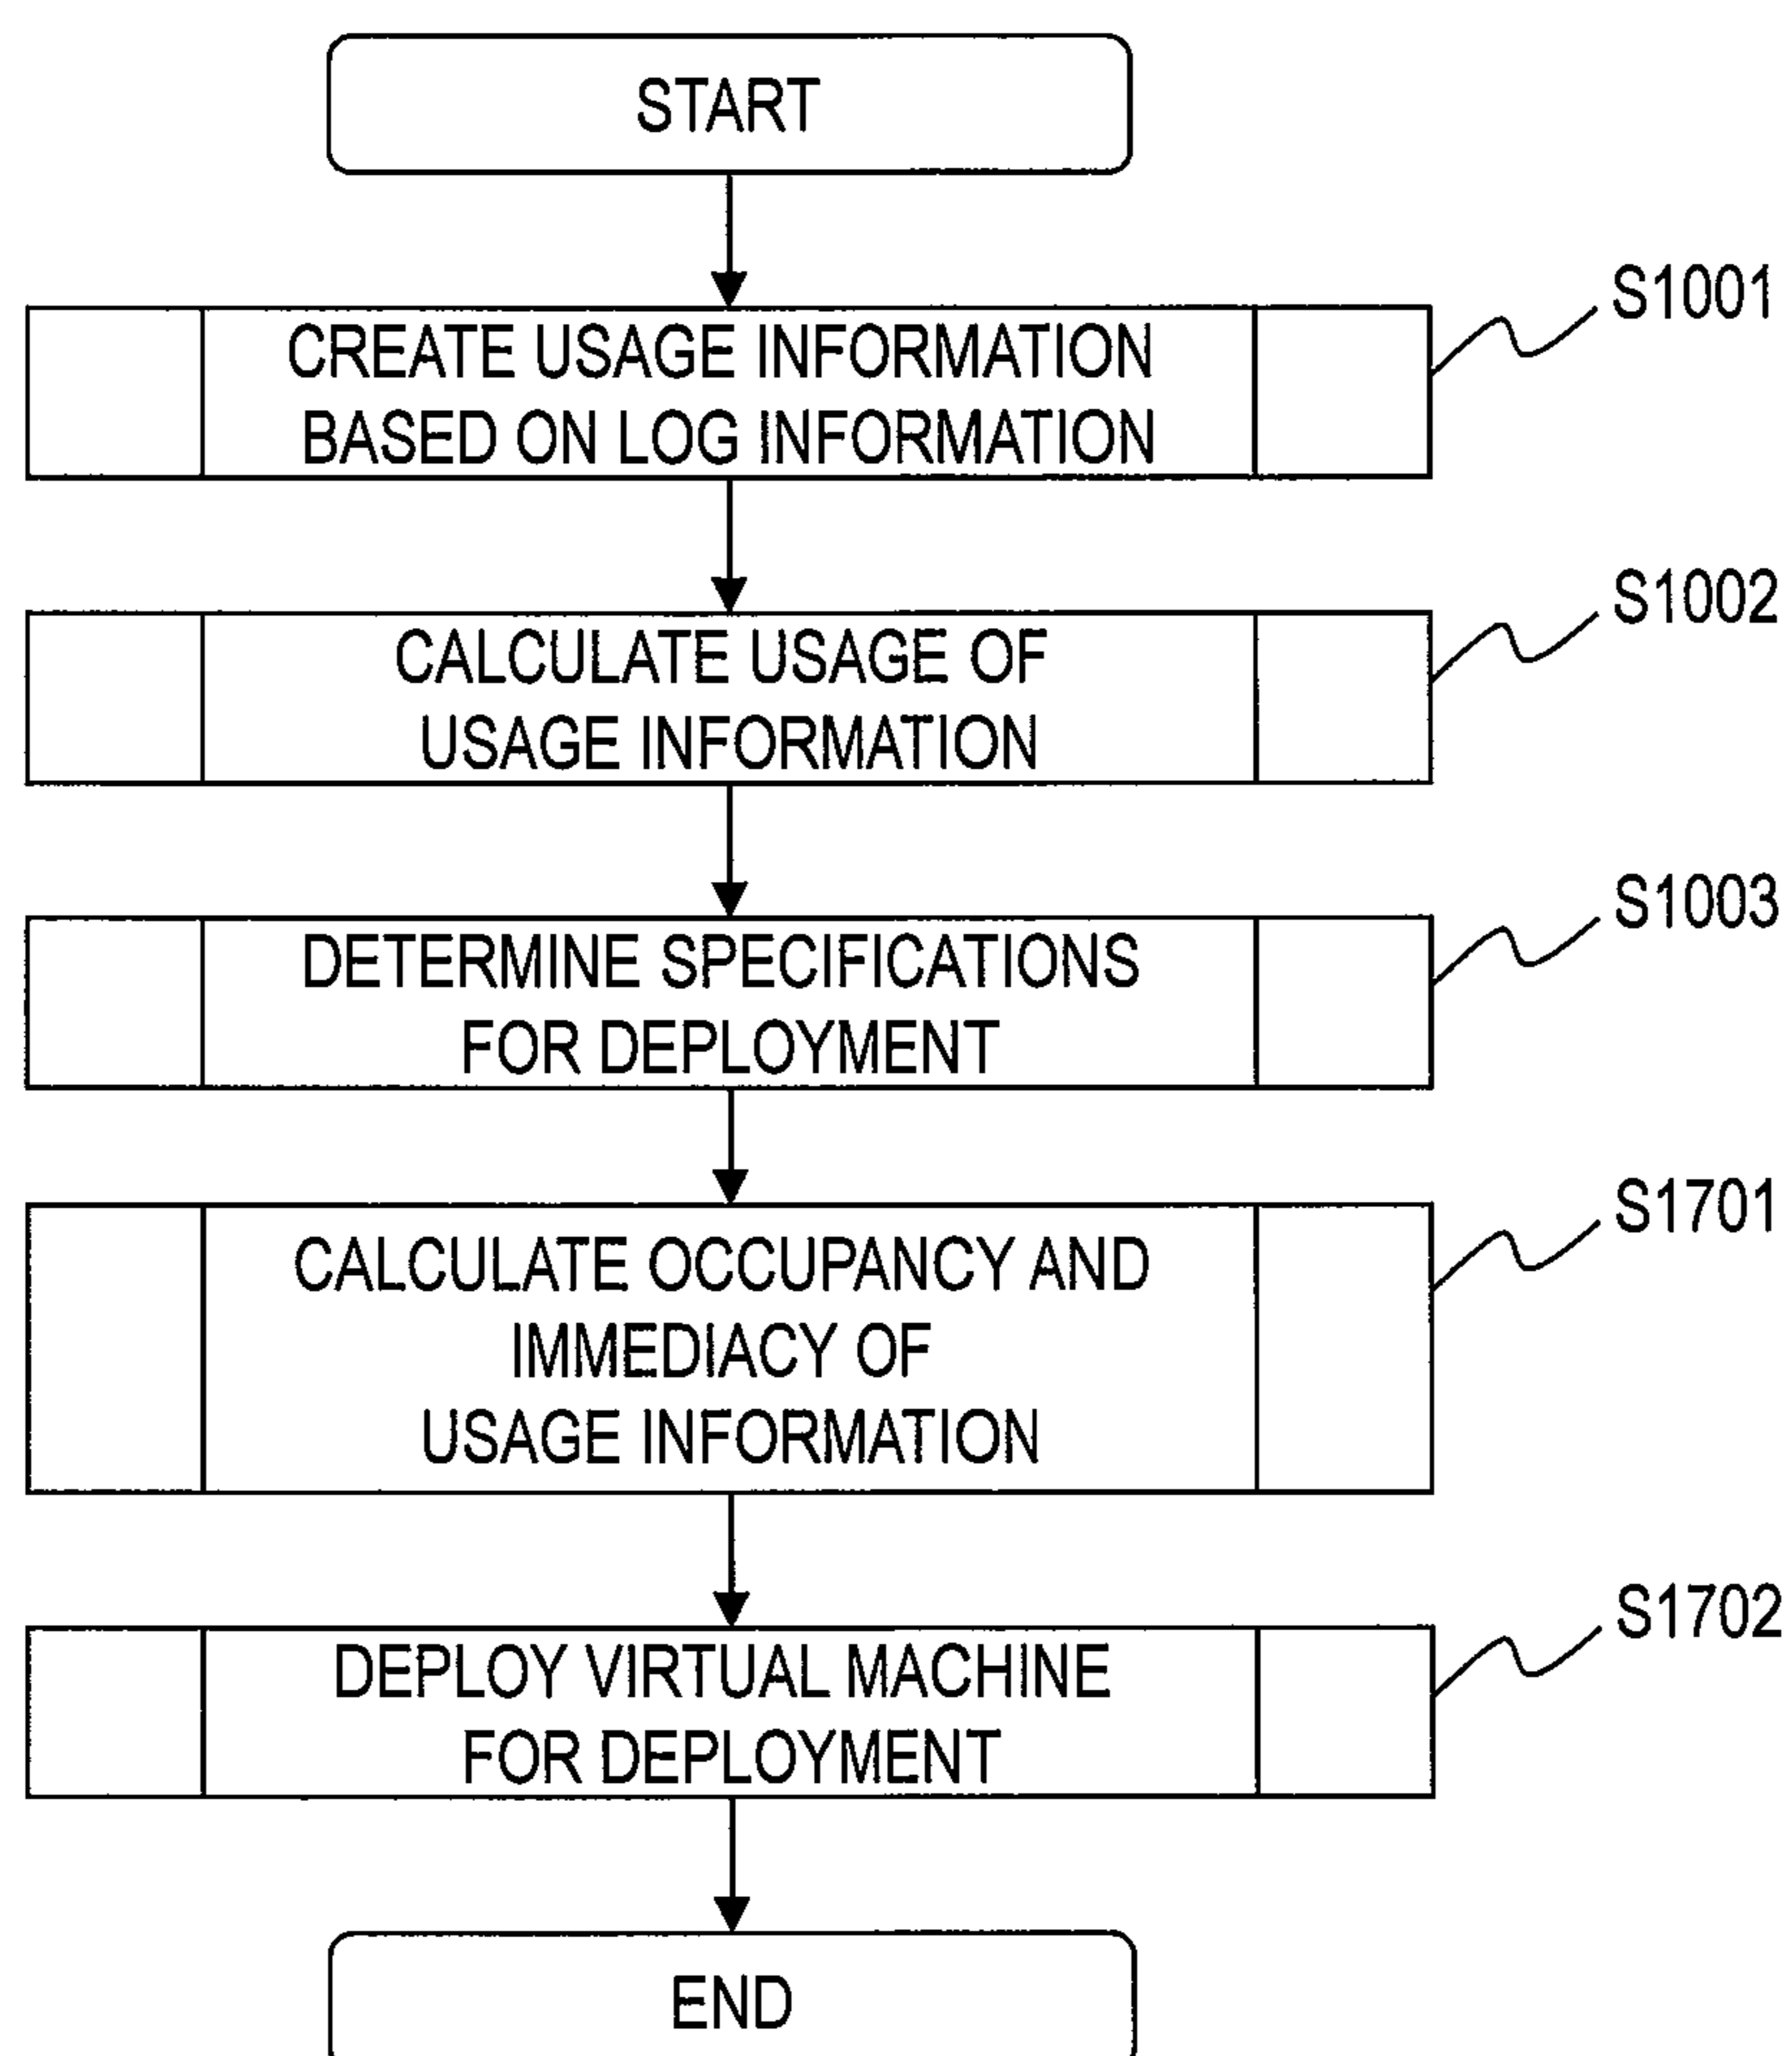 START
S1001
CREATE USAGE INFORMATION
BASED ON LOG INFORMATION
S1002
CALCULATE USAGE OF
USAGE INFORMATION
S1003
DETERMINE SPECIFICATIONS
FOR DEPLOYMENT
S1701
CALCULATE OCCUPANCY AND
IMMEDIACY OF
USAGE INFORMATION
S1702
DEPLOY VIRTUAL MACHINE
FOR DEPLOYMENT
END